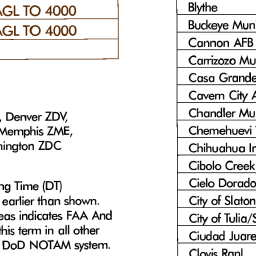 AGL TO 4000
AGL TO 4000
, Denver ZDV,
Memphis ZME,
ington ZDC
ng Time (DT)
earlier than shown.
eas indicates FAA And
this term in all other
DoD NOTAM system.
Blythe
Buckeye Mun
Cannon AFB
Carrizozo Mu
Casa Grande
Cavern City A
Chandler Mu
Chemehuevi
Chihuahua In
Cibolo Creek
Cielo Dorado
City of Slaton
City of Tulia/S
Ciudad Juare
Clovis Ranl